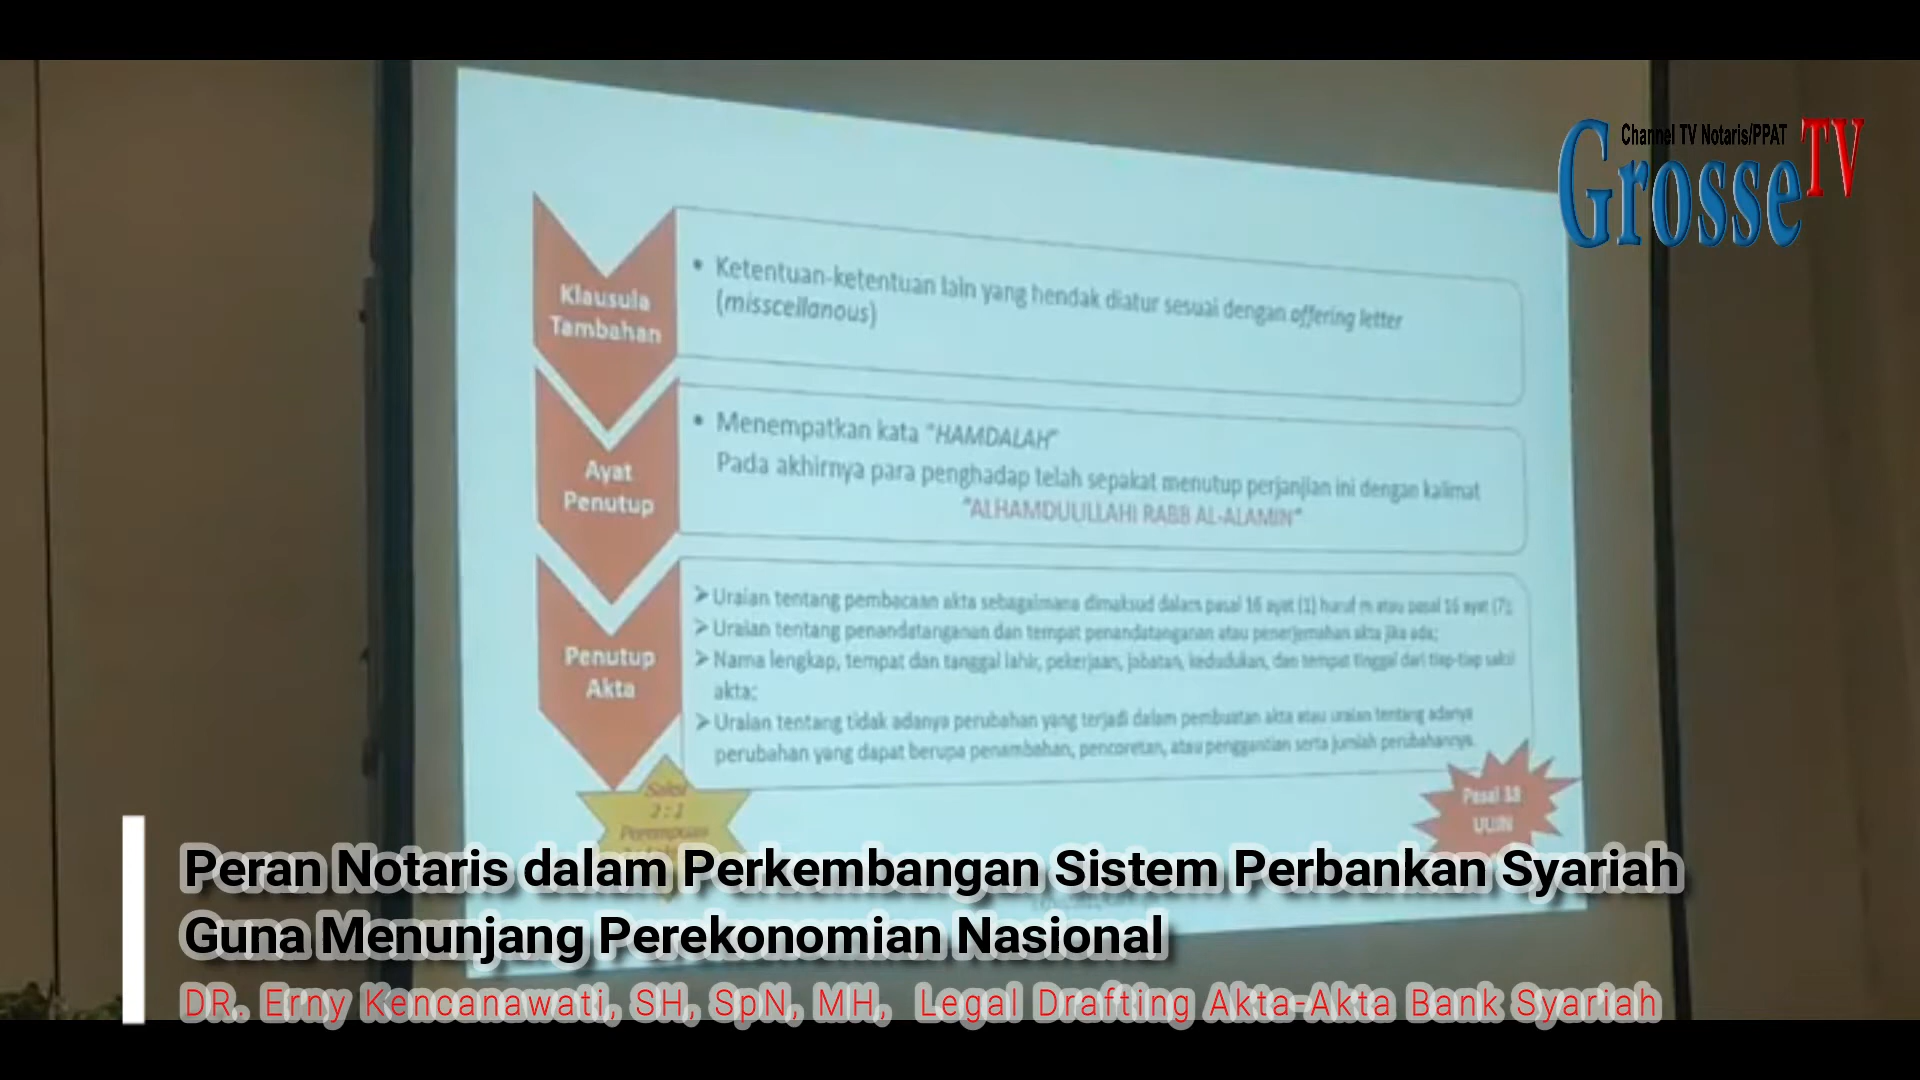 Channel TV Notaris/PPAT
Grosse TV
Klausula
Tambahan
• Ketentuan-ketentuan lain yang hendak diatur sesuai dengan offering letter
(misscellanous)
Ayat
Penutup
• Menempatkan kata "HAMDALAH"
Pada akhirnya para penghadap telah sepakat menutup perjanjian ini dengan kalimat
"ALHAMDULILLAHI RABB AL-ALAMIN"
Penutup
Akta
➢ Uraian tentang pembacaan akta sebagaimana dimaksud dalam pasal 16 ayat (1) huruf m atau pasal 16 ayat (7);
➢ Uraian tentang penandatanganan dan tempat penandatanganan atau penerjemahan akta jika ada;
➢ Nama lengkap, tempat dan tanggal lahir, pekerjaan, jabatan, kedudukan, dan tempat tinggal dari tiap-tiap saksi
akta;
➢ Uraian tentang tidak adanya perubahan yang terjadi dalam pembuatan akta atau uraian tentang adanya
perubahan yang dapat berupa penambahan, pencoretan, atau penggantian serta jumlah perubahannya.
Saksi
2 : 1
Perempuan
Pasal 38
UUJN
Peran Notaris dalam Perkembangan Sistem Perbankan Syariah
Guna Menunjang Perekonomian Nasional
DR. Erny Kencanawati, SH, SpN, MH, Legal Drafting Akta-Akta Bank Syariah